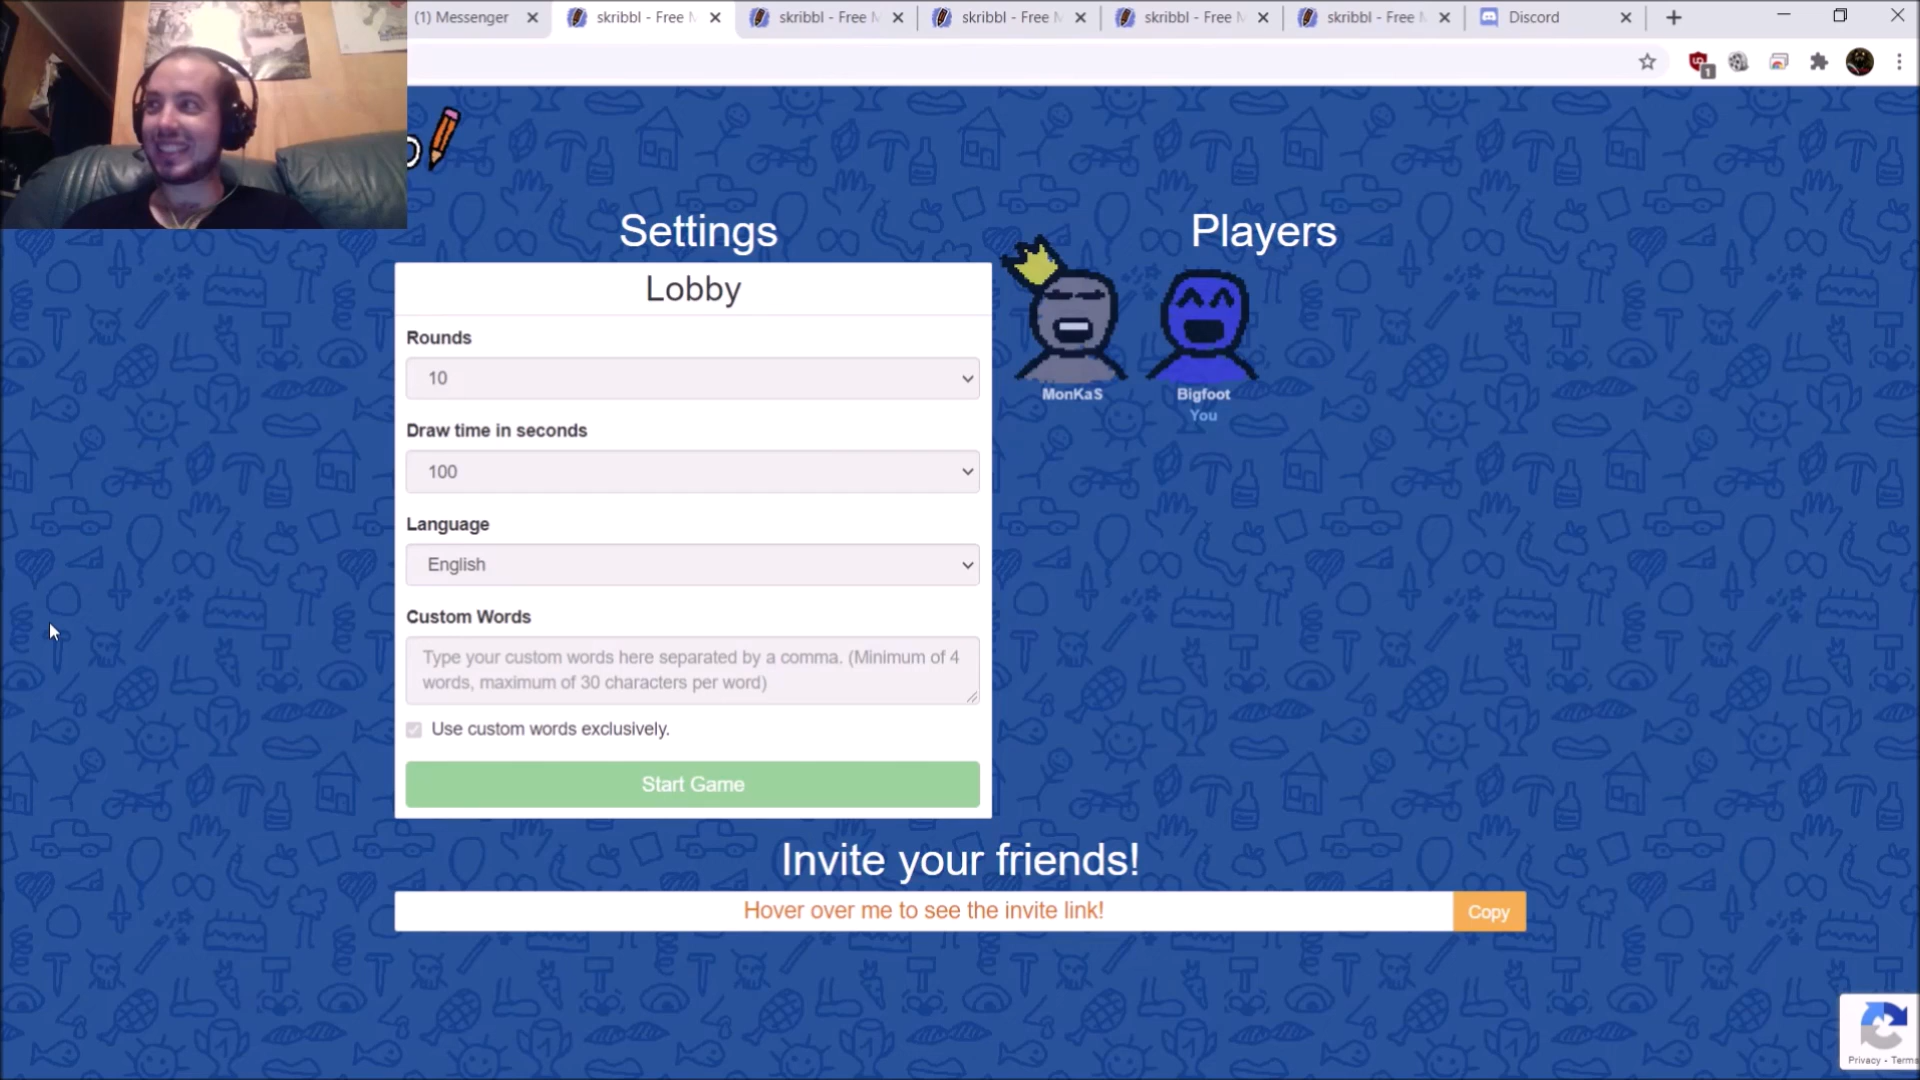 (1) Messenger
skribbl - Free M
skribbl - Free M
skribbl - Free M
skribbl - Free M
skribbl - Free M
Discord
1
Settings
Players
Lobby
Rounds
10
MonKaS
Bigfoot
You
Draw time in seconds
100
Language
English
Custom Words
Type your custom words here separated by a comma. (Minimum of 4
words, maximum of 30 characters per word)
Use custom words exclusively.
Start Game
Invite your friends!
Hover over me to see the invite link!
Copy
Privacy - Terms